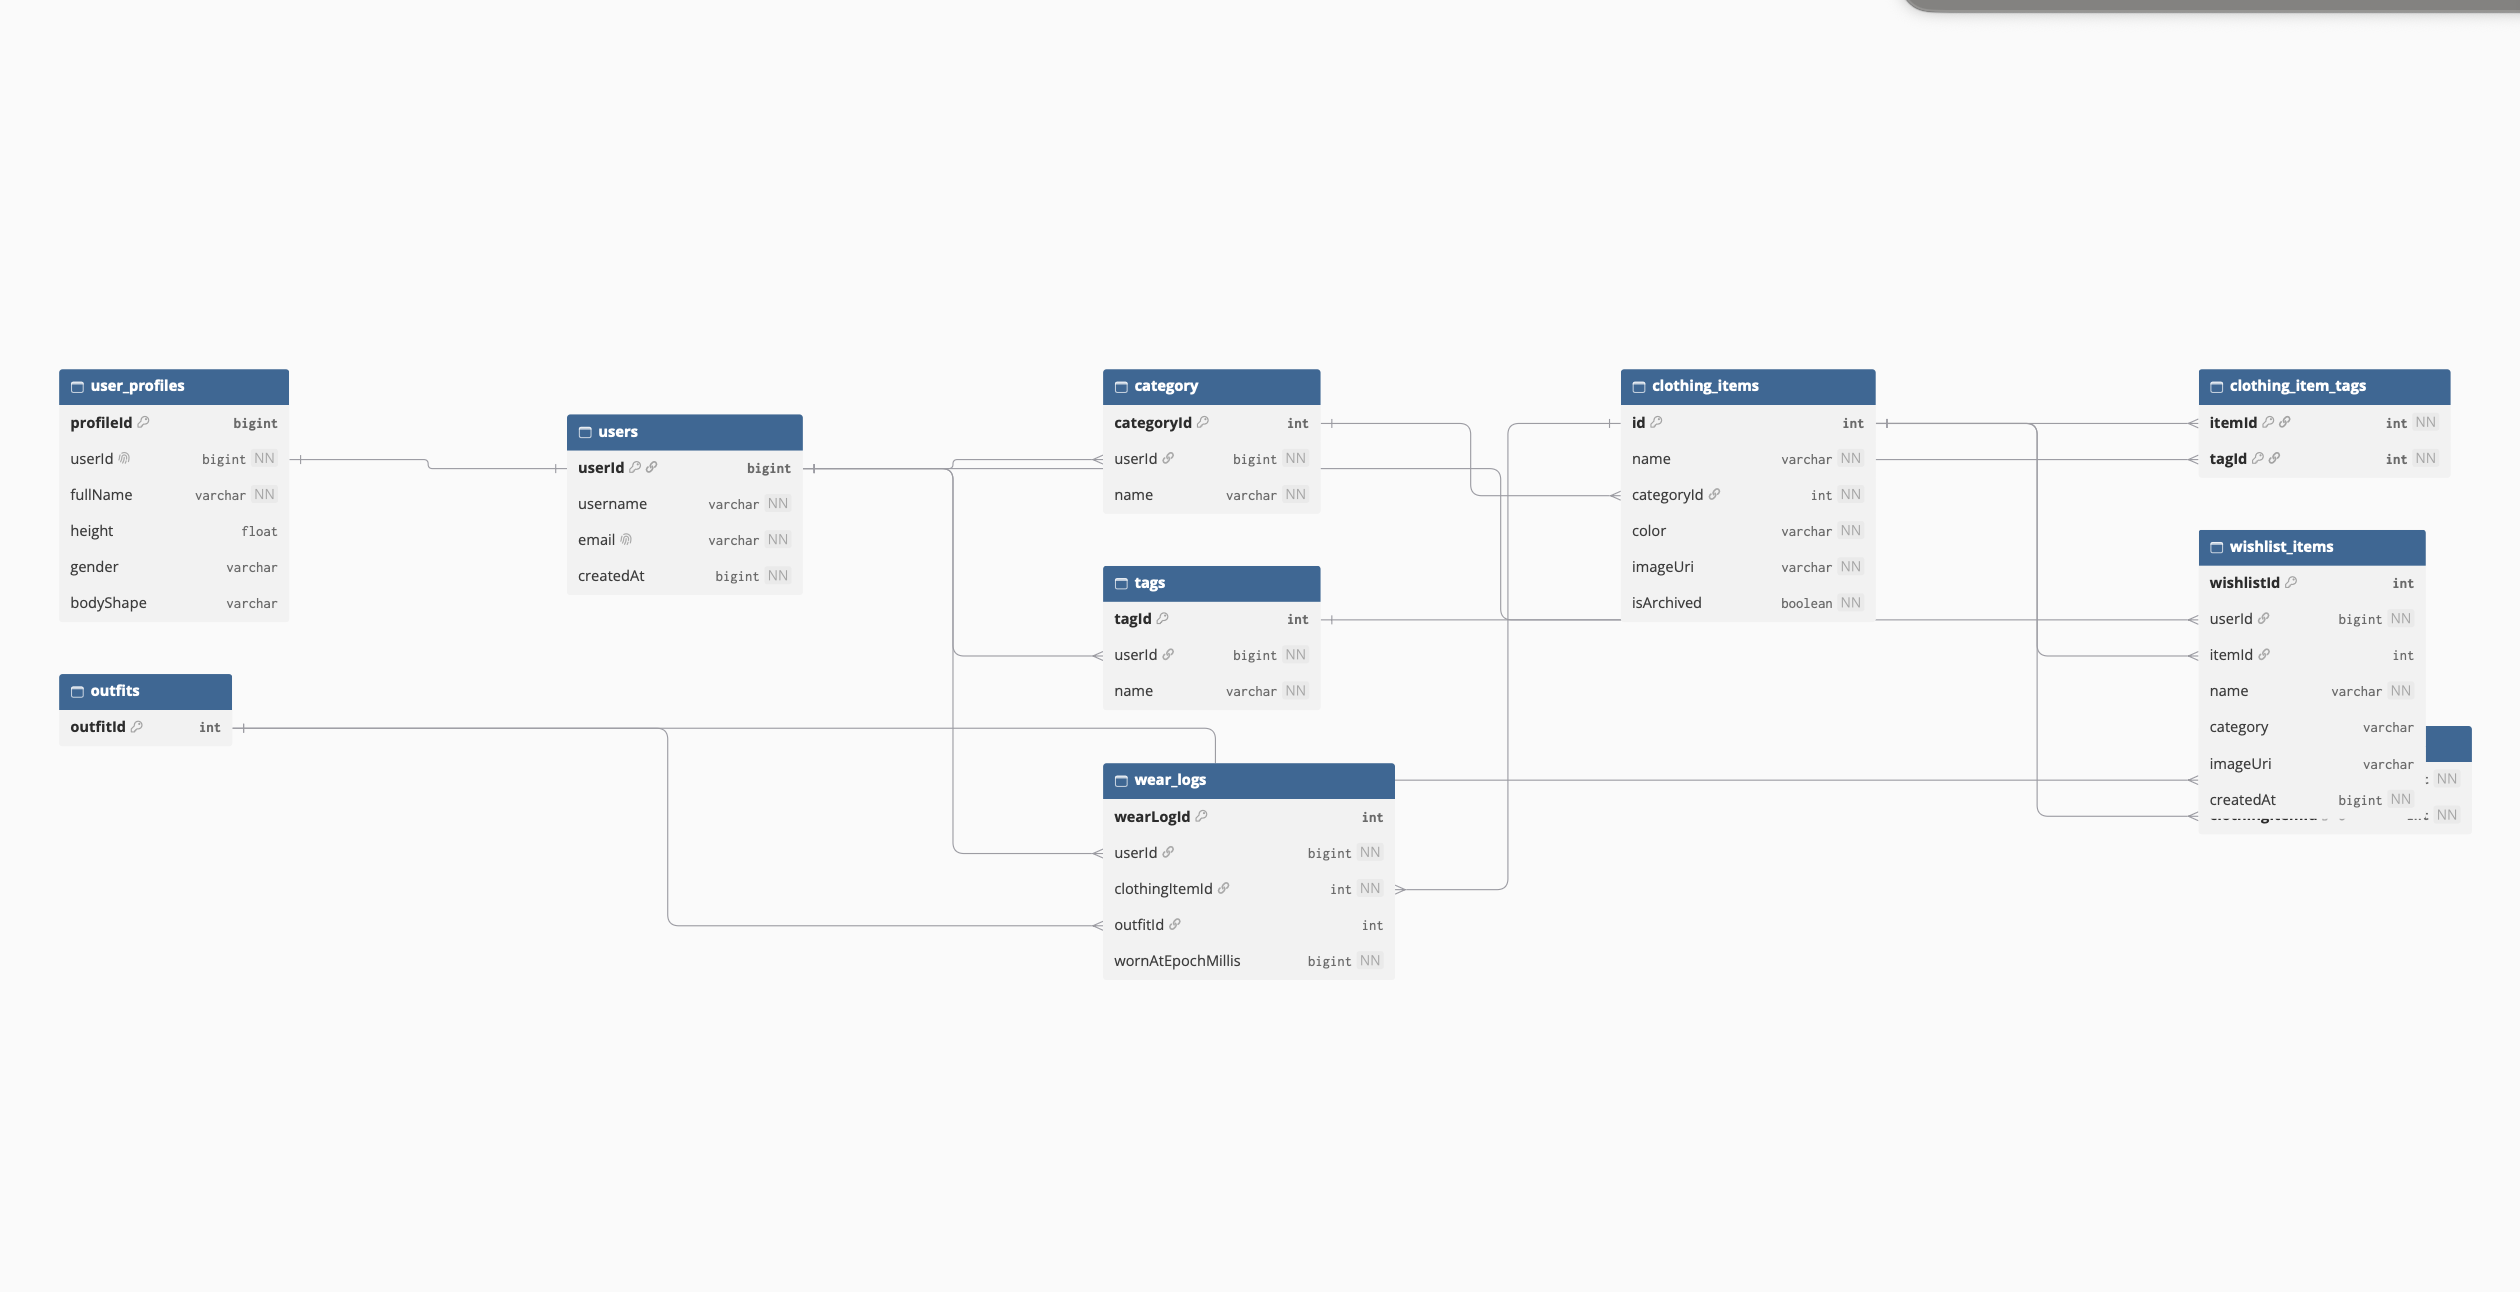 user_profiles
profileId bigint
userId bigint NN
fullName varchar NN
height float
gender varchar
bodyShape varchar
outfits
outfitId int
users
userId bigint
username varchar NN
email varchar NN
createdAt bigint NN
category
categoryId int
userId bigint NN
name varchar NN
tags
tagId int
userId bigint NN
name varchar NN
wear_logs
wearLogId int
userId bigint NN
clothingItemId int NN
outfitId int
wornAtEpochMillis bigint NN
clothing_items
id int
name varchar NN
categoryId int NN
color varchar NN
imageUri varchar NN
isArchived boolean NN
clothing_item_tags
itemId int NN
tagId int NN
wishlist_items
wishlistId int
userId bigint NN
itemId int
name varchar NN
category varchar
imageUri varchar
createdAt bigint NN
NN
NN